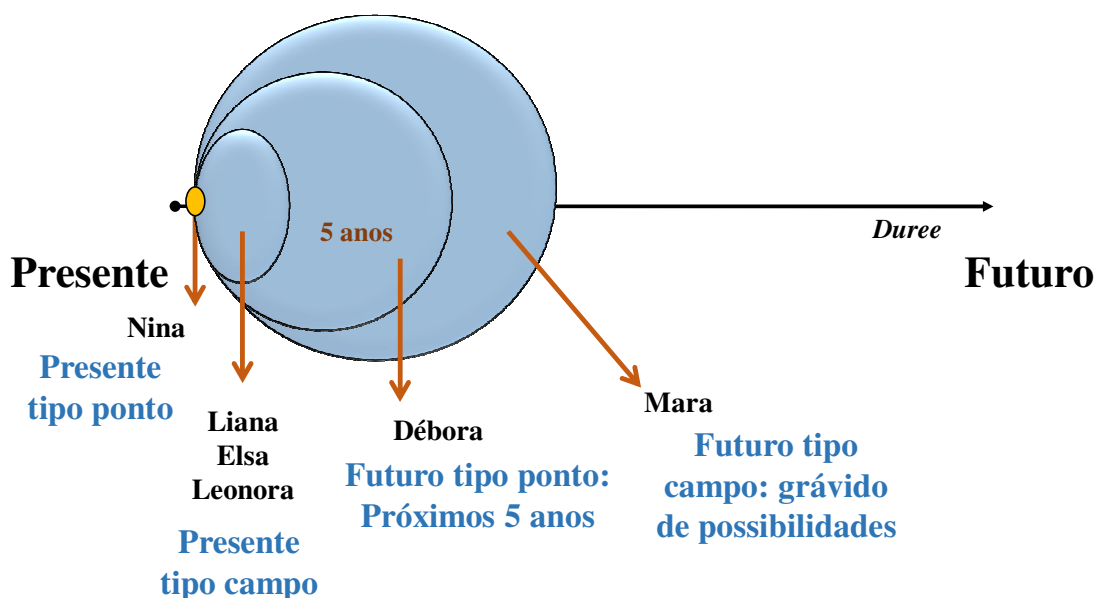 5 anos
Duree
Presente
Futuro
Nina
Presente
tipo ponto
Liana
Elsa
Leonora
Presente
tipo campo
Débora
Futuro tipo ponto:
Próximos 5 anos
Mara
Futuro tipo
campo: grávido
de possibilidades